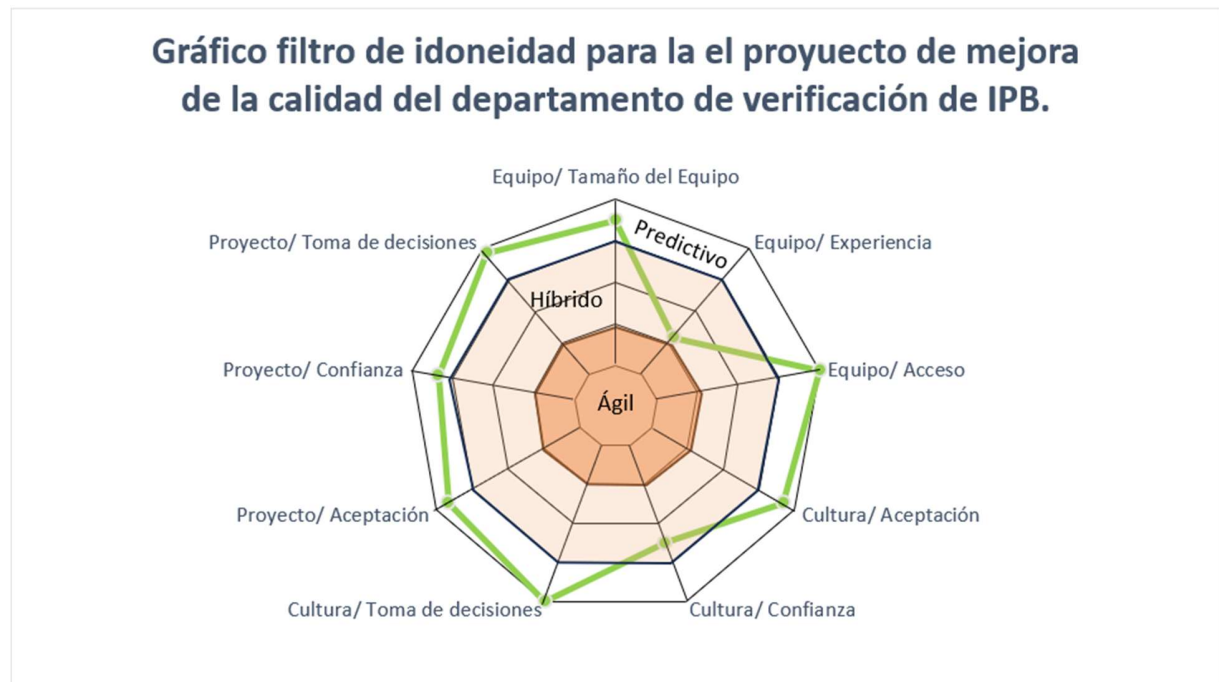 Gráfico filtro de idoneidad para la el proyuecto de mejora
de la calidad del departamento de verificación de IPB.
Equipo/ Tamaño del Equipo
Proyecto/ Toma de decisiones
Predictivo
Equipo/ Experiencia
Híbrido
Proyecto/ Confianza
Equipo/ Acceso
Ágil
Proyecto/ Aceptación
Cultura/ Aceptación
Cultura/ Toma de decisiones
Cultura/ Confianza